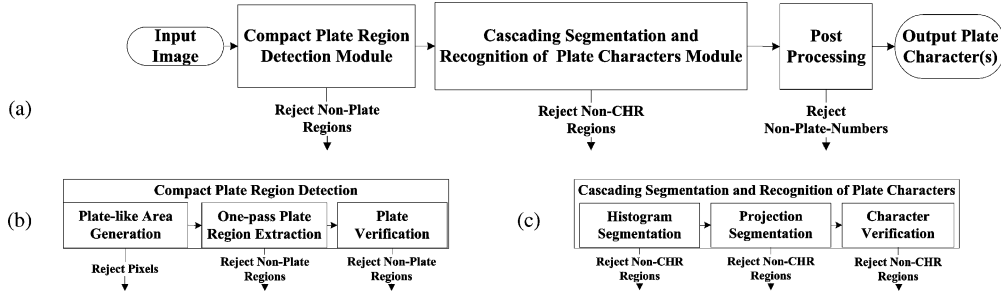 Input
Image
Compact Plate Region
Detection Module
Cascading Segmentation and
Recognition of Plate Characters Module
Post
Processing
Output Plate
Character(s)
Reject Non-Plate
Regions
Reject Non-CHR
Regions
Reject
Non-Plate-Numbers
(a)
(b)
Compact Plate Region Detection
Plate-like Area
Generation
One-pass Plate
Region Extraction
Plate
Verification
Reject Pixels
Reject Non-Plate
Regions
Reject Non-Plate
Regions
(c)
Cascading Segmentation and Recognition of Plate Characters
Histogram
Segmentation
Projection
Segmentation
Character
Verification
Reject Non-CHR
Regions
Reject Non-CHR
Regions
Reject Non-CHR
Regions